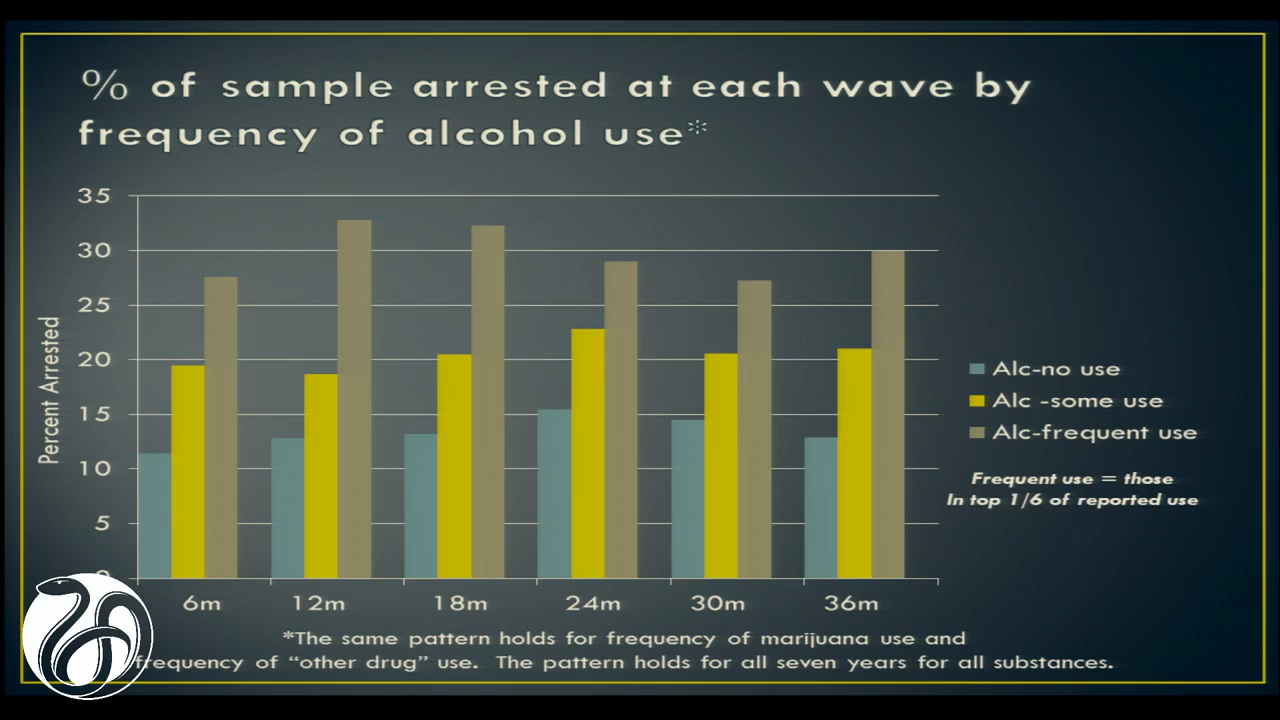 % of sample arrested at each wave by
frequency of alcohol use*
35
30
25
20
15
10
5
0
Percent Arrested
6m 12m 18m 24m 30m 36m
Alc-no use
Alc -some use
Alc-frequent use
Frequent use = those
In top 1/6 of reported use
*The same pattern holds for frequency of marijuana use and
frequency of “other drug” use. The pattern holds for all seven years for all substances.